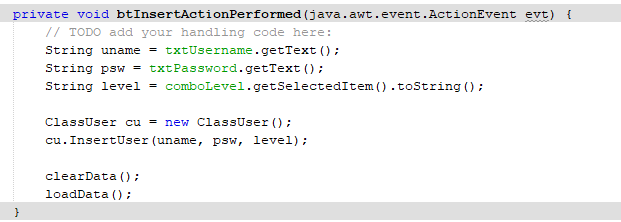 private void btInsertActionPerformed(java.awt.event.ActionEvent evt) {
// TODO add your handling code here:
String uname = txtUsername.getText();
String psw = txtPassword.getText();
String level = comboLevel.getSelectedItem().toString();
ClassUser cu = new ClassUser();
cu.InsertUser(uname, psw, level);
clearData();
loadData();
}